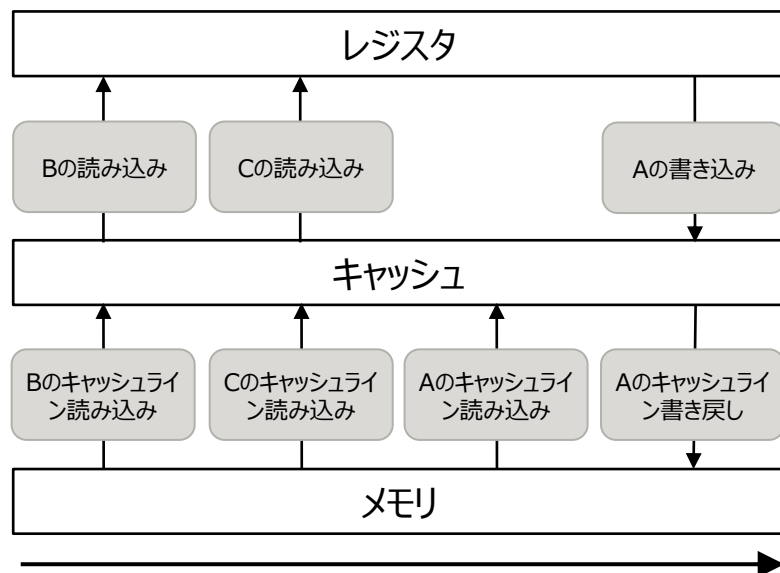 レジスタ
Bの読み込み
Cの読み込み
Aの書き込み
キャッシュ
Bのキャッシュライ
ン読み込み
Cのキャッシュライ
ン読み込み
Aのキャッシュライ
ン読み込み
Aのキャッシュライ
ン書き戻し
メモリ